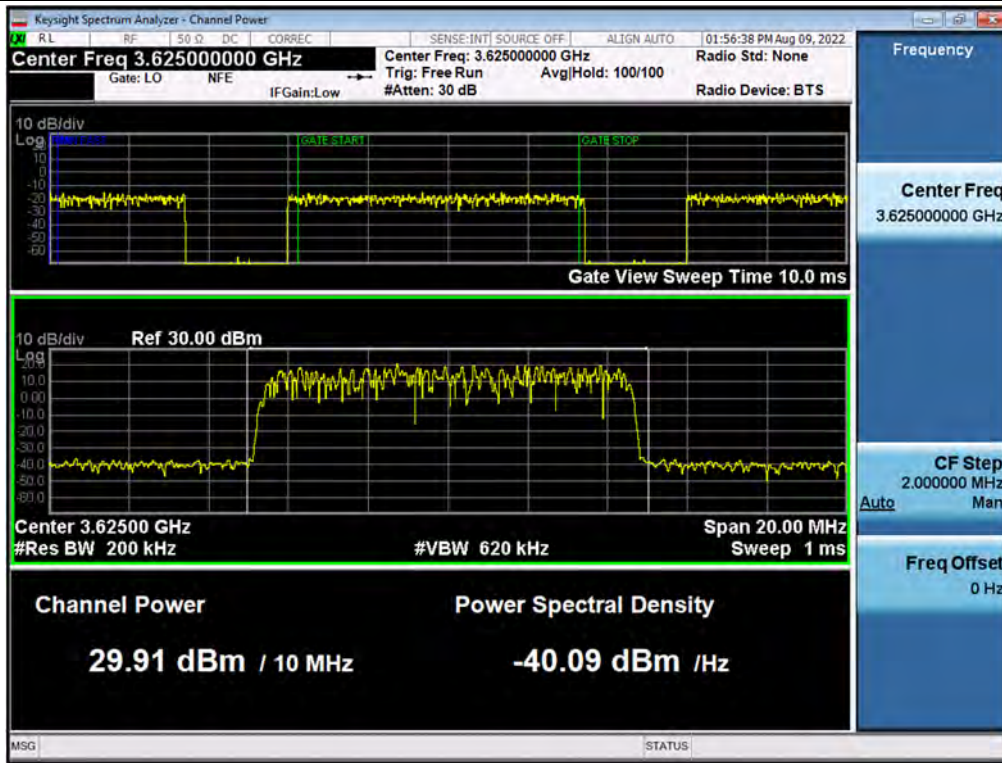 Keysight Spectrum Analyzer - Channel Power
LXI RL RF 50 Ω DC CORREC SENSE:INT SOURCE OFF ALIGN AUTO 01:56:38 PM Aug 09, 2022
Center Freq 3.625000000 GHz
Gate: LO NFE
IFGain:Low
Center Freq: 3.625000000 GHz
Trig: Free Run Avg|Hold: 100/100
#Atten: 30 dB
Radio Std: None
Radio Device: BTS
10 dB/div
Log
GATE START GATE STOP
10
0
-10
-20
-30
-40
-50
-60
Gate View Sweep Time 10.0 ms
10 dB/div Ref 30.00 dBm
Log
20.0
10.0
0.00
-10.0
-20.0
-30.0
-40.0
-50.0
-60.0
Center 3.62500 GHz Span 20.00 MHz
#Res BW 200 kHz #VBW 620 kHz Sweep 1 ms
Channel Power Power Spectral Density
29.91 dBm / 10 MHz -40.09 dBm /Hz
MSG STATUS
Frequency
Center Freq
3.625000000 GHz
CF Step
2.000000 MHz
Auto Man
Freq Offset
0 Hz